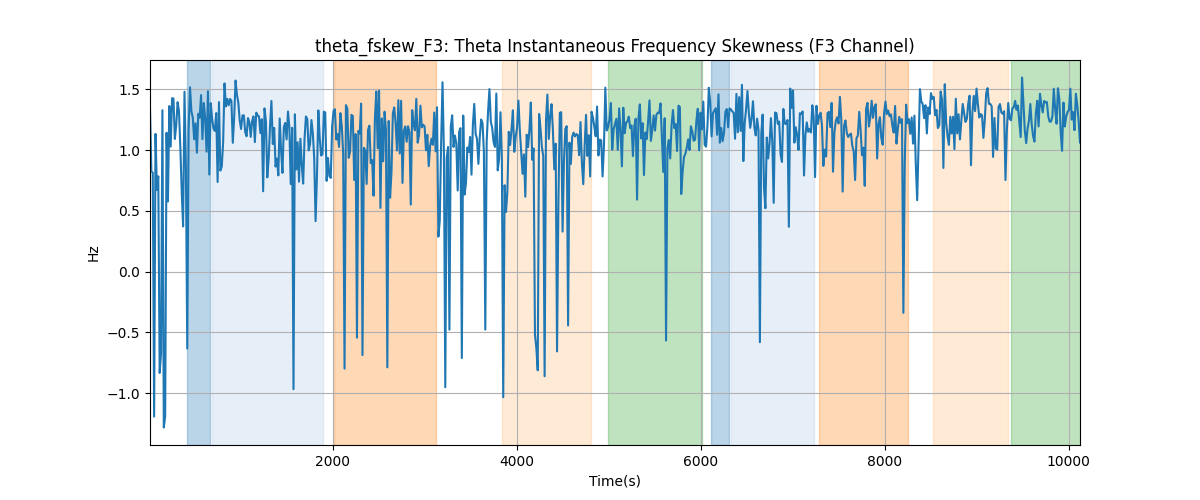 theta_fskew_F3: Theta Instantaneous Frequency Skewness (F3 Channel)
1.5
1.0
0.5
0.0
−0.5
−1.0
Hz
2000 4000 6000 8000 10000
Time(s)